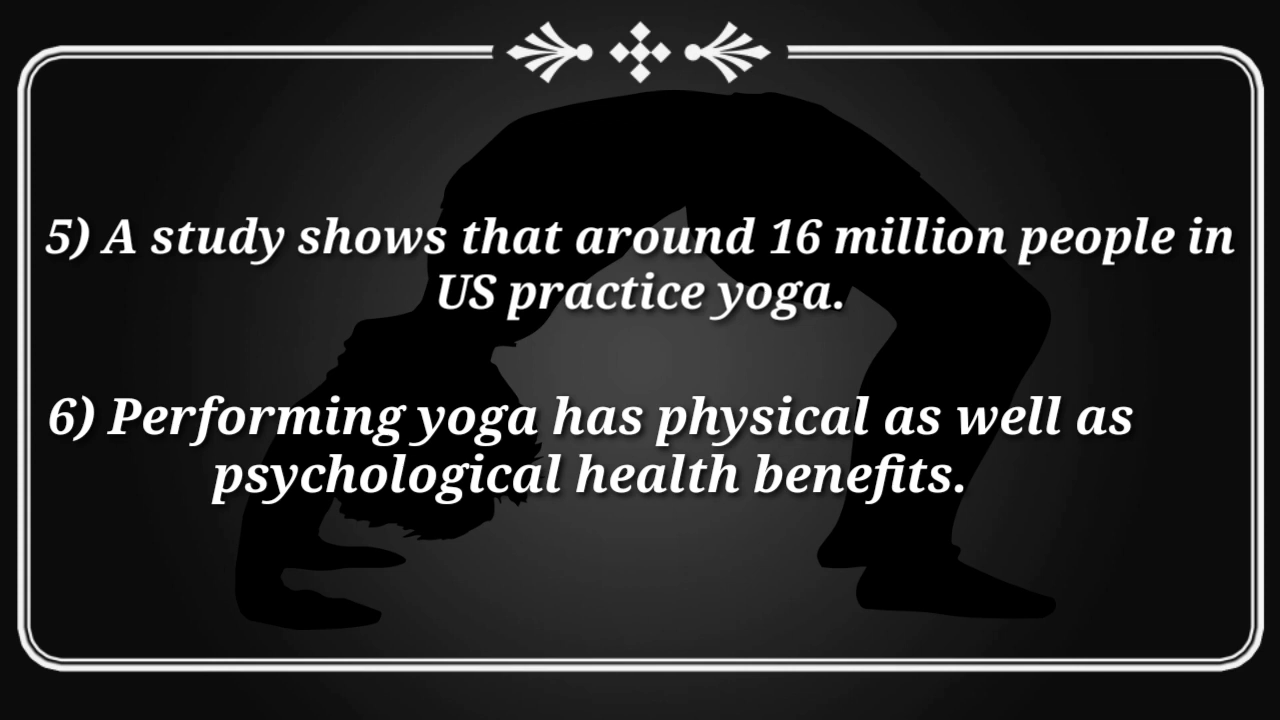 5) A study shows that around 16 million people in
US practice yoga.
6) Performing yoga has physical as well as
psychological health benefits.